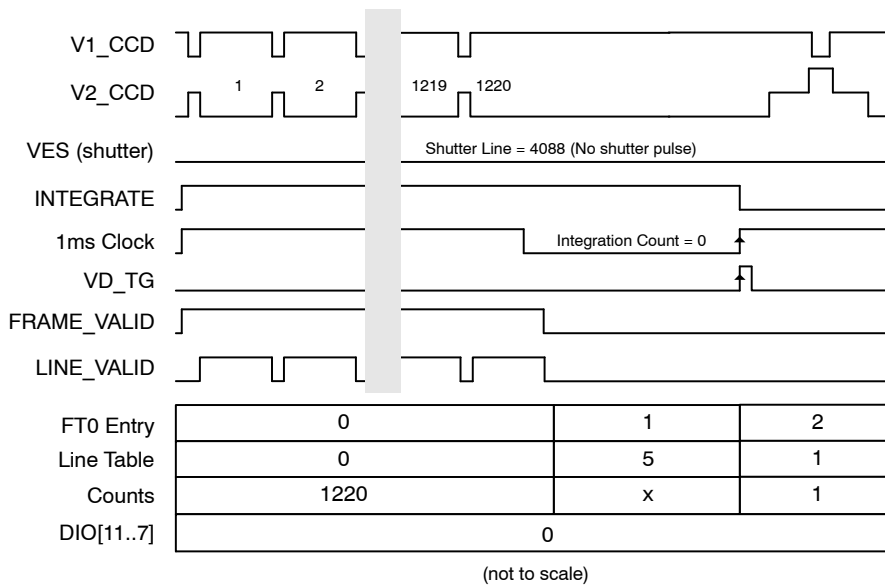 V1_CCD
V2_CCD 1 2 1219 1220
VES (shutter) Shutter Line = 4088 (No shutter pulse)
INTEGRATE
1ms Clock Integration Count = 0
VD_TG
FRAME_VALID
LINE_VALID
FT0 Entry 0 1 2
Line Table 0 5 1
Counts 1220 x 1
DIO[11..7] 0
(not to scale)